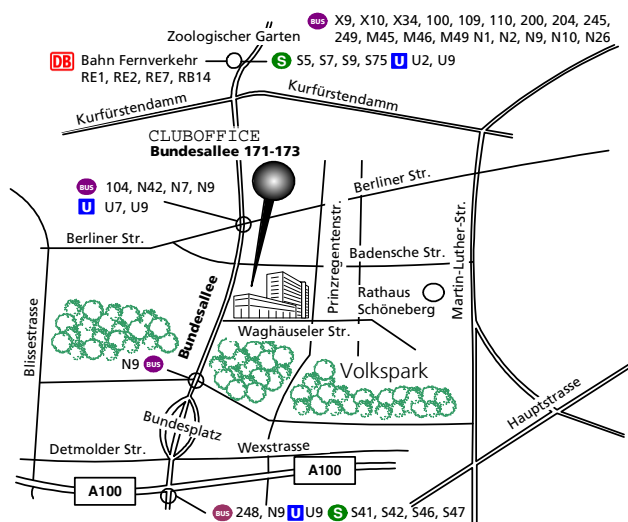 BUS X9, X10, X34, 100, 109, 110, 200, 204, 245,
249, M45, M46, M49 N1, N2, N9, N10, N26
Zoologischer Garten
DB Bahn Fernverkehr
RE1, RE2, RE7, RB14
S S5, S7, S9, S75 U U2, U9
Kurfürstendamm
Kurfürstendamm
CLUBOFFICE
Bundesallee 171-173
BUS 104, N42, N7, N9
U U7, U9
Berliner Str.
Berliner Str.
Prinzregentenstr.
Badensche Str.
Martin-Luther-Str.
Rathaus
Schöneberg
Blissestrasse
Bundesallee
Waghäuseler Str.
N9 BUS
Volkspark
Hauptstrasse
Bundesplatz
Detmolder Str.
Wexstrasse
A100
A100
BUS 248, N9 U U9 S S41, S42, S46, S47